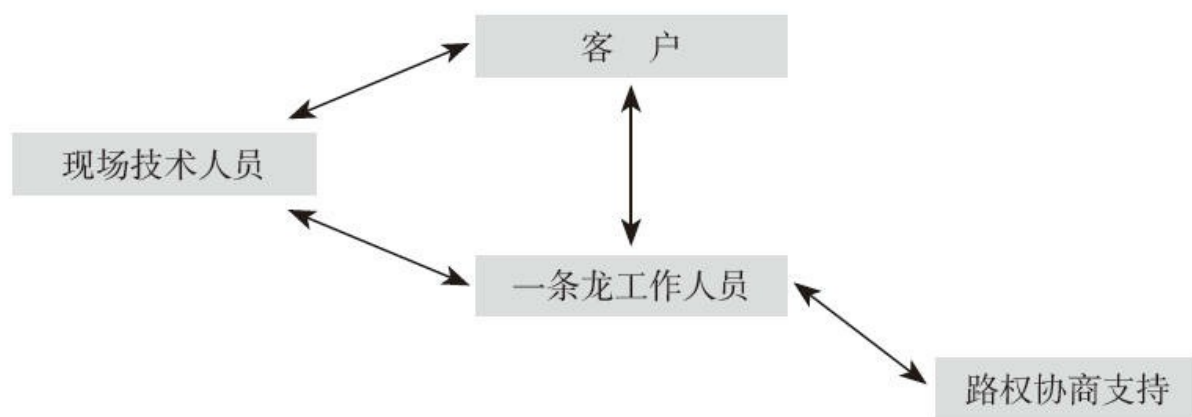 客 户
现场技术人员
一条龙工作人员
路权协商支持